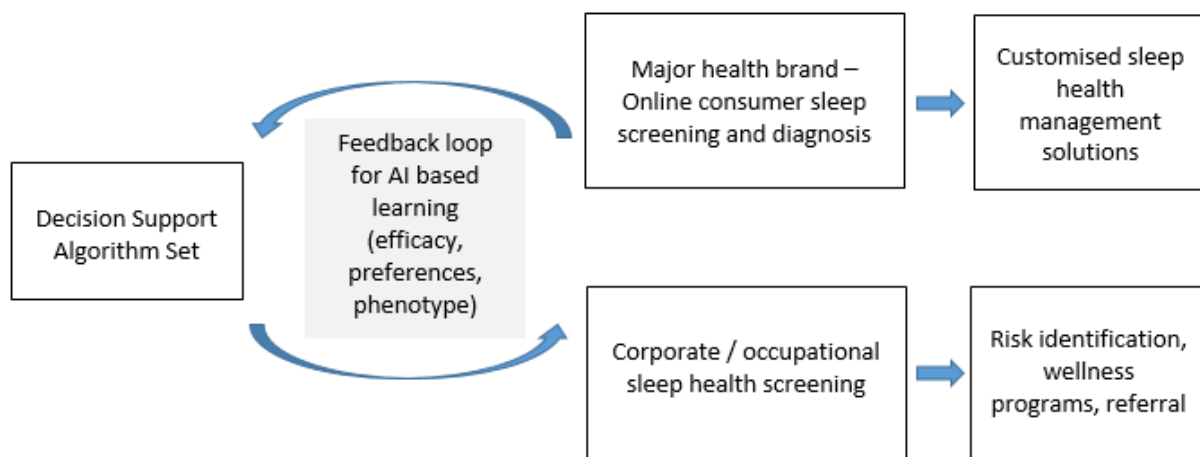 Major health brand –
Online consumer sleep
screening and diagnosis
Customised sleep
health
management
solutions
Feedback loop
for AI based
learning
(efficacy,
preferences,
phenotype)
Decision Support
Algorithm Set
Corporate / occupational
sleep health screening
Risk identification,
wellness
programs, referral